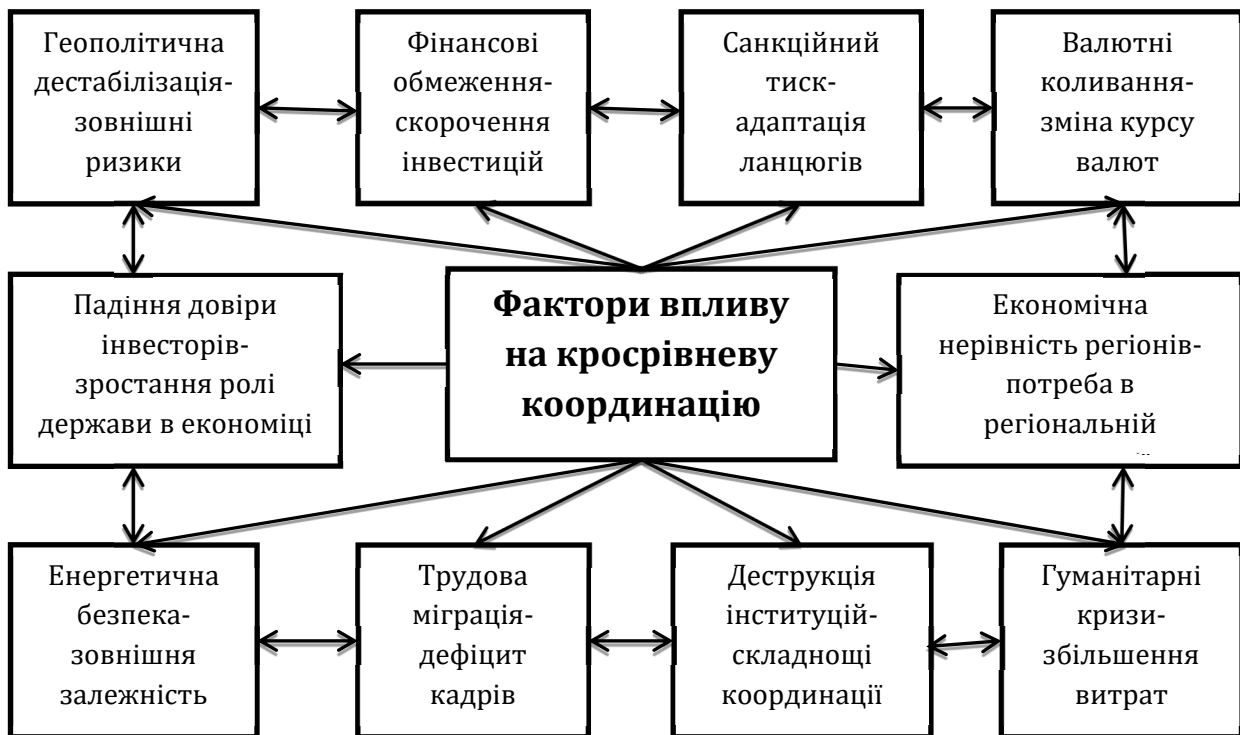 Геополітична
дестабілізація-
зовнішні
ризики
Фінансові
обмеження-
скорочення
інвестицій
Санкційний
тиск-
адаптація
ланцюгів
Валютні
коливання-
зміна курсу
валют
Падіння довіри
інвесторів-
зростання ролі
держави в економіці
Фактори впливу
на кросрівневу
координацію
Економічна
нерівність регіонів-
потреба в
регіональній
Енергетична
безпека-
зовнішня
залежність
Трудова
міграція-
дефіцит
кадрів
Деструкція
інституцій-
складнощі
координації
Гуманітарні
кризи-
збільшення
витрат